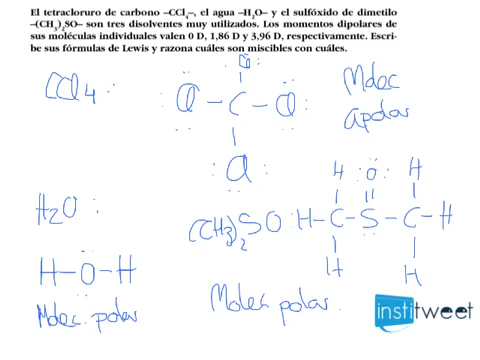 El tetracloruro de carbono –CCl₄–, el agua –H₂O– y el sulfóxido de dimetilo
–(CH₃)₂SO– son tres disolventes muy utilizados. Los momentos dipolares de
sus moléculas individuales valen 0 D, 1,86 D y 3,96 D, respectivamente. Escri-
be sus fórmulas de Lewis y razona cuáles son miscibles con cuáles.
Cl
CCl4 :
Cl – C – Cl :
Molec
apolar
Cl :
H₂O :
H O H
(CH3)₂SO H–C–S–C–H
H–O–H
H H
Molec. polar
Molec polar.
institweet